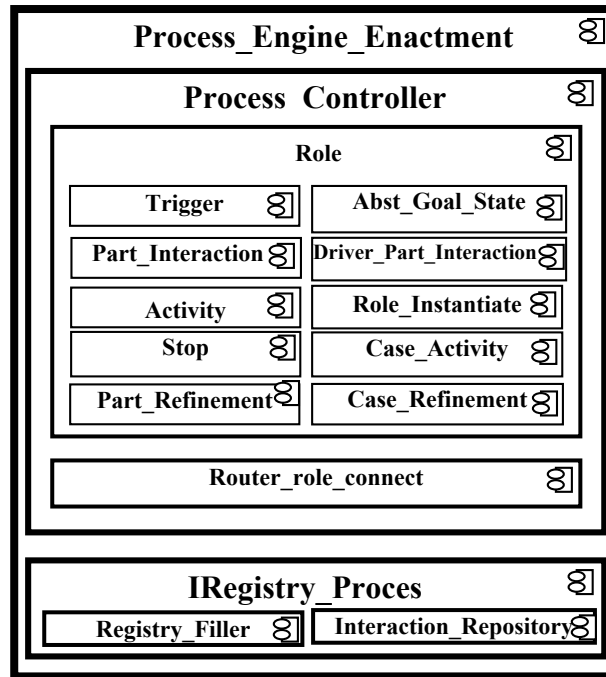 Process_Engine_Enactment
Process Controller
Role
Trigger
Abst_Goal_State
Part_Interaction
Driver_Part_Interaction
Activity
Role_Instantiate
Stop
Case_Activity
Part_Refinement
Case_Refinement
Router_role_connect
IRegistry_Proces
Registry_Filler
Interaction_Repository